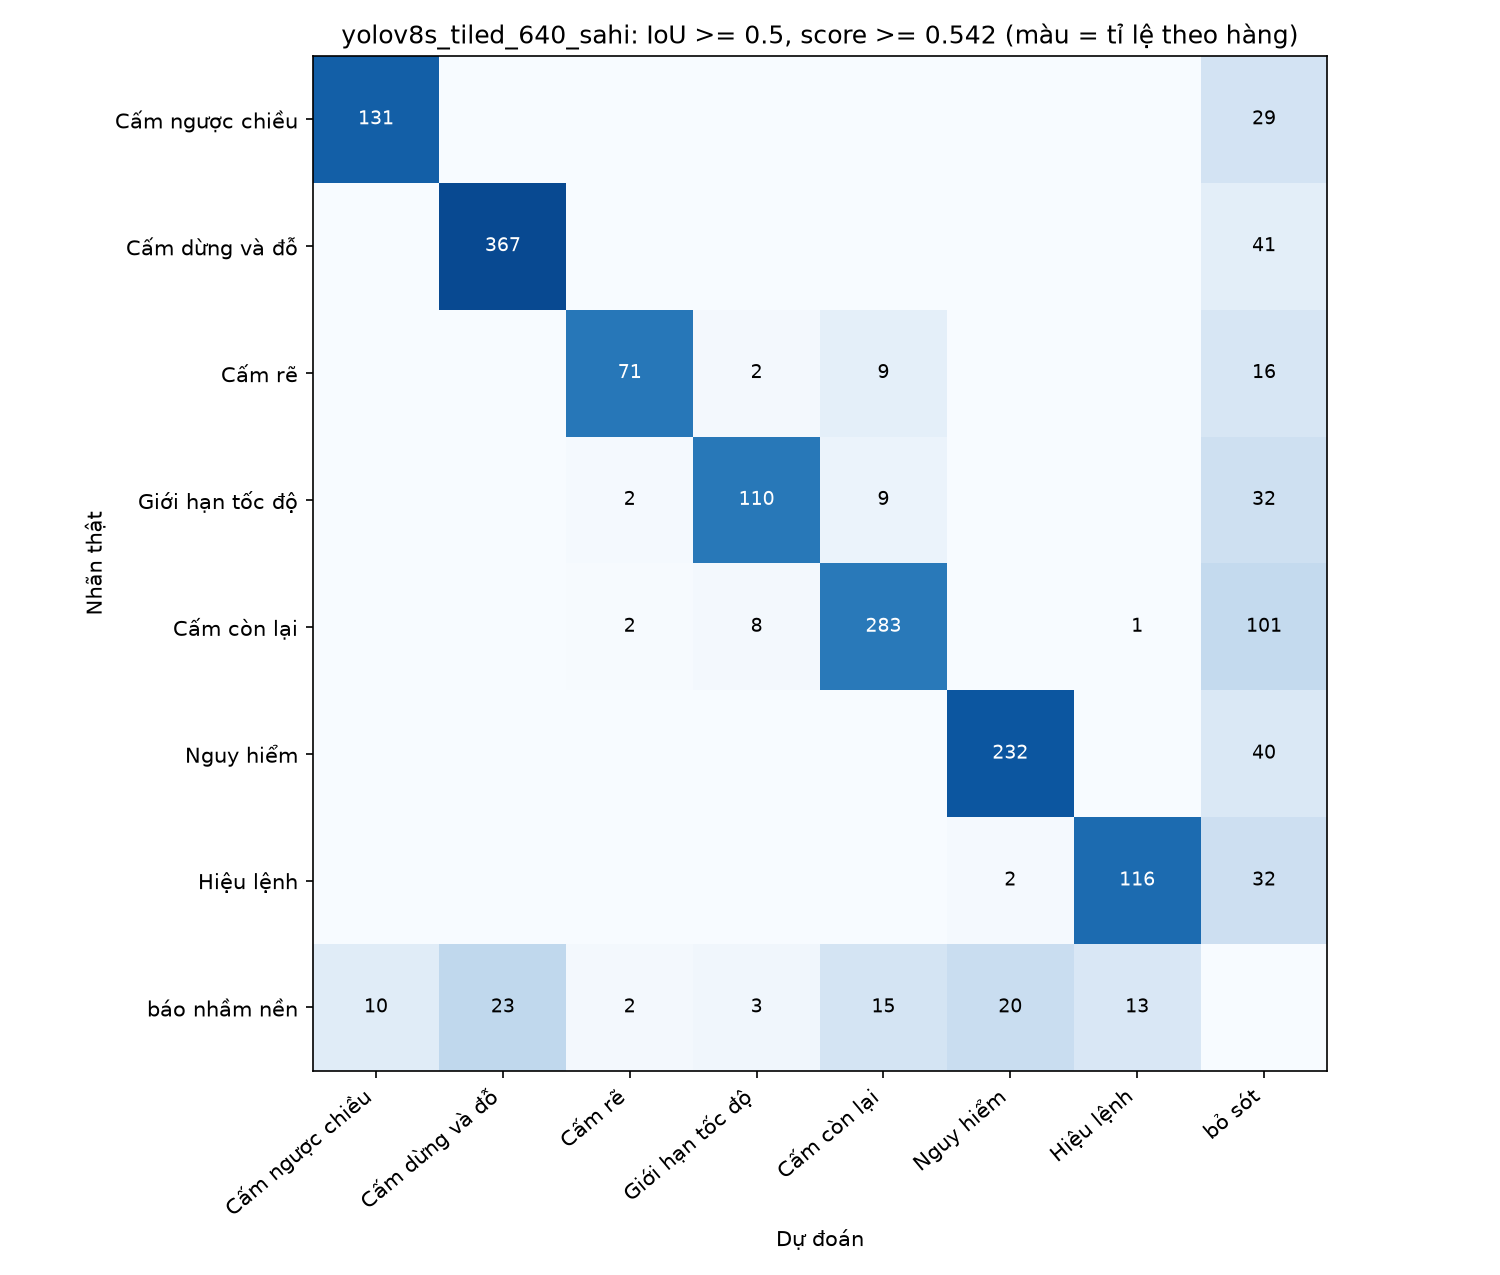 yolov8s_tiled_640_sahi: IoU >= 0.5, score >= 0.542 (màu = tỉ lệ theo hàng)
Nhãn thật
Cấm ngược chiều 131 29
Cấm dừng và đỗ 367 41
Cấm rẽ 71 2 9 16
Giới hạn tốc độ 2 110 9 32
Cấm còn lại 2 8 283 1 101
Nguy hiểm 232 40
Hiệu lệnh 2 116 32
báo nhầm nền 10 23 2 3 15 20 13
Cấm ngược chiều
Cấm dừng và đỗ
Cấm rẽ
Giới hạn tốc độ
Cấm còn lại
Nguy hiểm
Hiệu lệnh
bỏ sót
Dự đoán